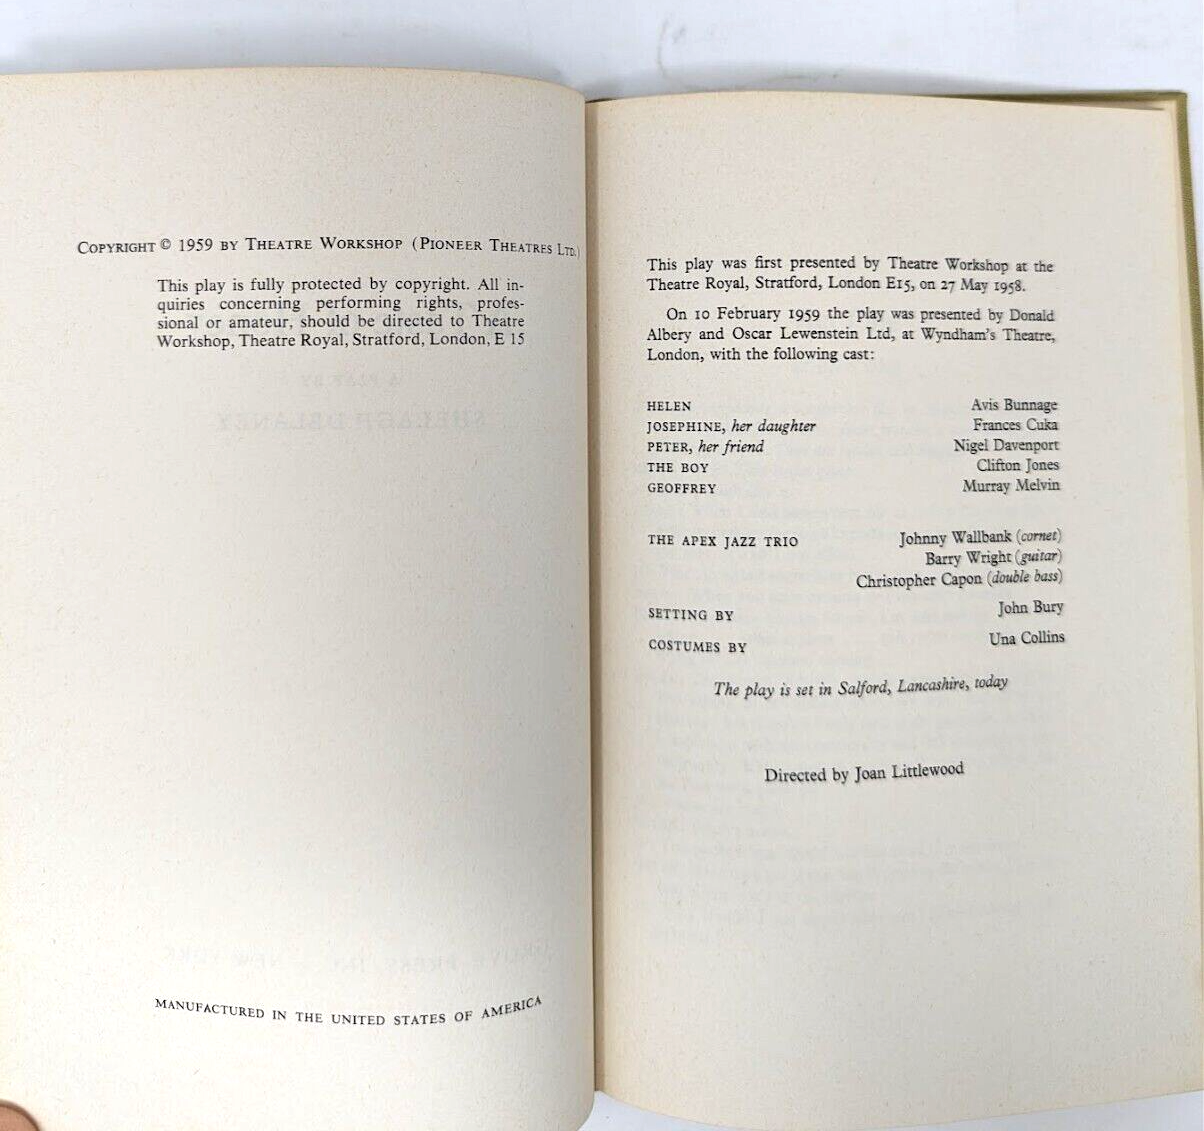 COPYRIGHT © 1959 BY THEATRE WORKSHOP (PIONEER THEATRES LTD.)
This play is fully protected by copyright. All in-
quiries concerning performing rights, profes-
sional or amateur, should be directed to Theatre
Workshop, Theatre Royal, Stratford, London, E 15
MANUFACTURED IN THE UNITED STATES OF AMERICA
This play was first presented by Theatre Workshop at the
Theatre Royal, Stratford, London E15, on 27 May 1958.
On 10 February 1959 the play was presented by Donald
Albery and Oscar Lewenstein Ltd, at Wyndham's Theatre,
London, with the following cast:
HELEN Avis Bunnage
JOSEPHINE, her daughter Frances Cuka
PETER, her friend Nigel Davenport
THE BOY Clifton Jones
GEOFFREY Murray Melvin
THE APEX JAZZ TRIO Johnny Wallbank (cornet)
Barry Wright (guitar)
Christopher Capon (double bass)
SETTING BY John Bury
COSTUMES BY Una Collins
The play is set in Salford, Lancashire, today
Directed by Joan Littlewood